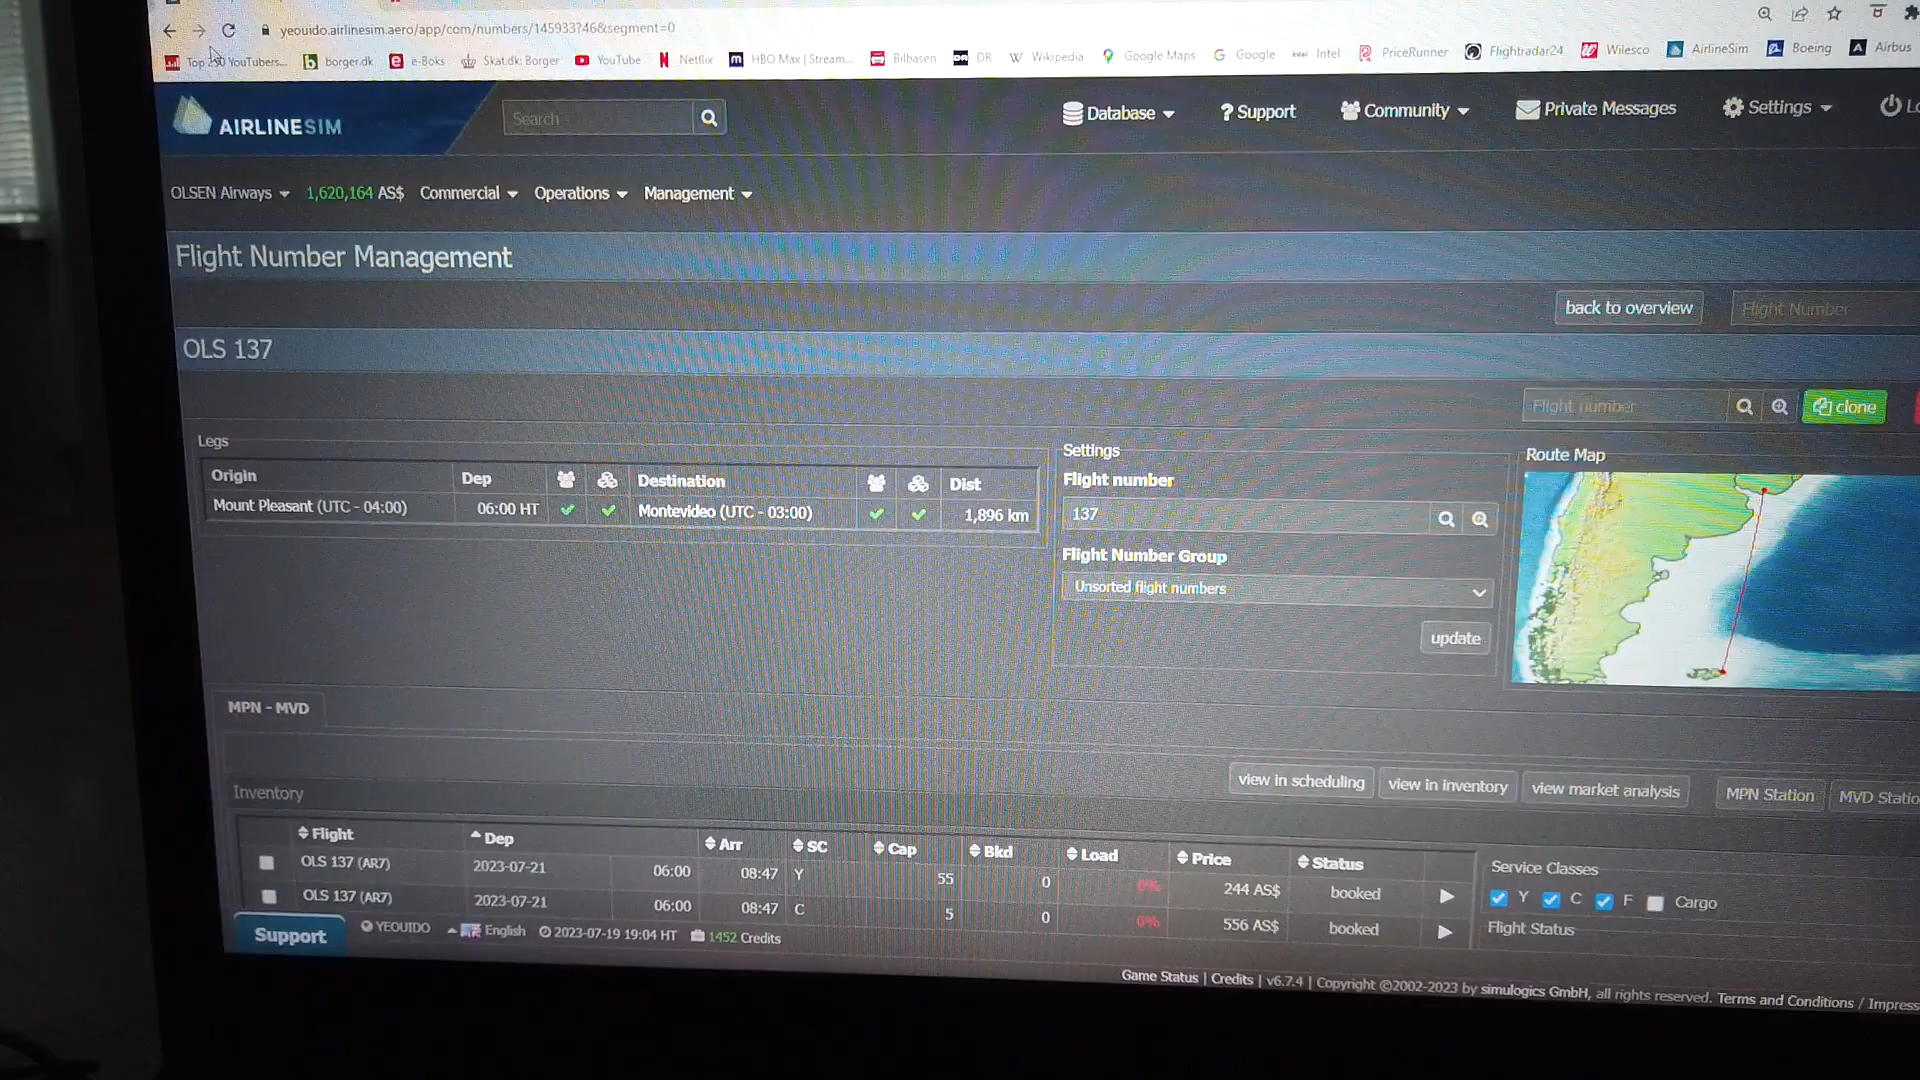 yeouido.airlinesim.aero/app/com/numbers/145933?46&segment=0
Top 250 YouTubers... borger.dk e-Boks Skat.dk: Borger YouTube Netflix HBO Max | Stream... Bilbasen DR Wikipedia Google Maps Google Intel PriceRunner Flightradar24 Wilesco AirlineSim Boeing Airbus
AIRLINESIM Search Database Support Community Private Messages Settings
OLSEN Airways 1,620,164 AS$ Commercial Operations Management
Flight Number Management
back to overview Flight Number
OLS 137
Flight number clone
Legs Settings Route Map
Origin Dep Destination Dist
Mount Pleasant (UTC - 04:00) 06:00 HT Montevideo (UTC - 03:00) 1,896 km
Flight number
137
Flight Number Group
Unsorted flight numbers
update
MPN - MVD
view in scheduling view in inventory view market analysis MPN Station MVD Statio
Inventory
Flight Dep Arr SC Cap Bkd Load Price Status
OLS 137 (AR7) 2023-07-21 06:00 08:47 Y 55 0 0% 244 AS$ booked
OLS 137 (AR7) 2023-07-21 06:00 08:47 C 5 0 0% 556 AS$ booked
Service Classes
Y C F Cargo
Flight Status
Support YEOUIDO English 2023-07-19 19:04 HT 1452 Credits
Game Status | Credits | v6.7.4 | Copyright ©2002-2023 by simulogics GmbH, all rights reserved. Terms and Conditions / Impress